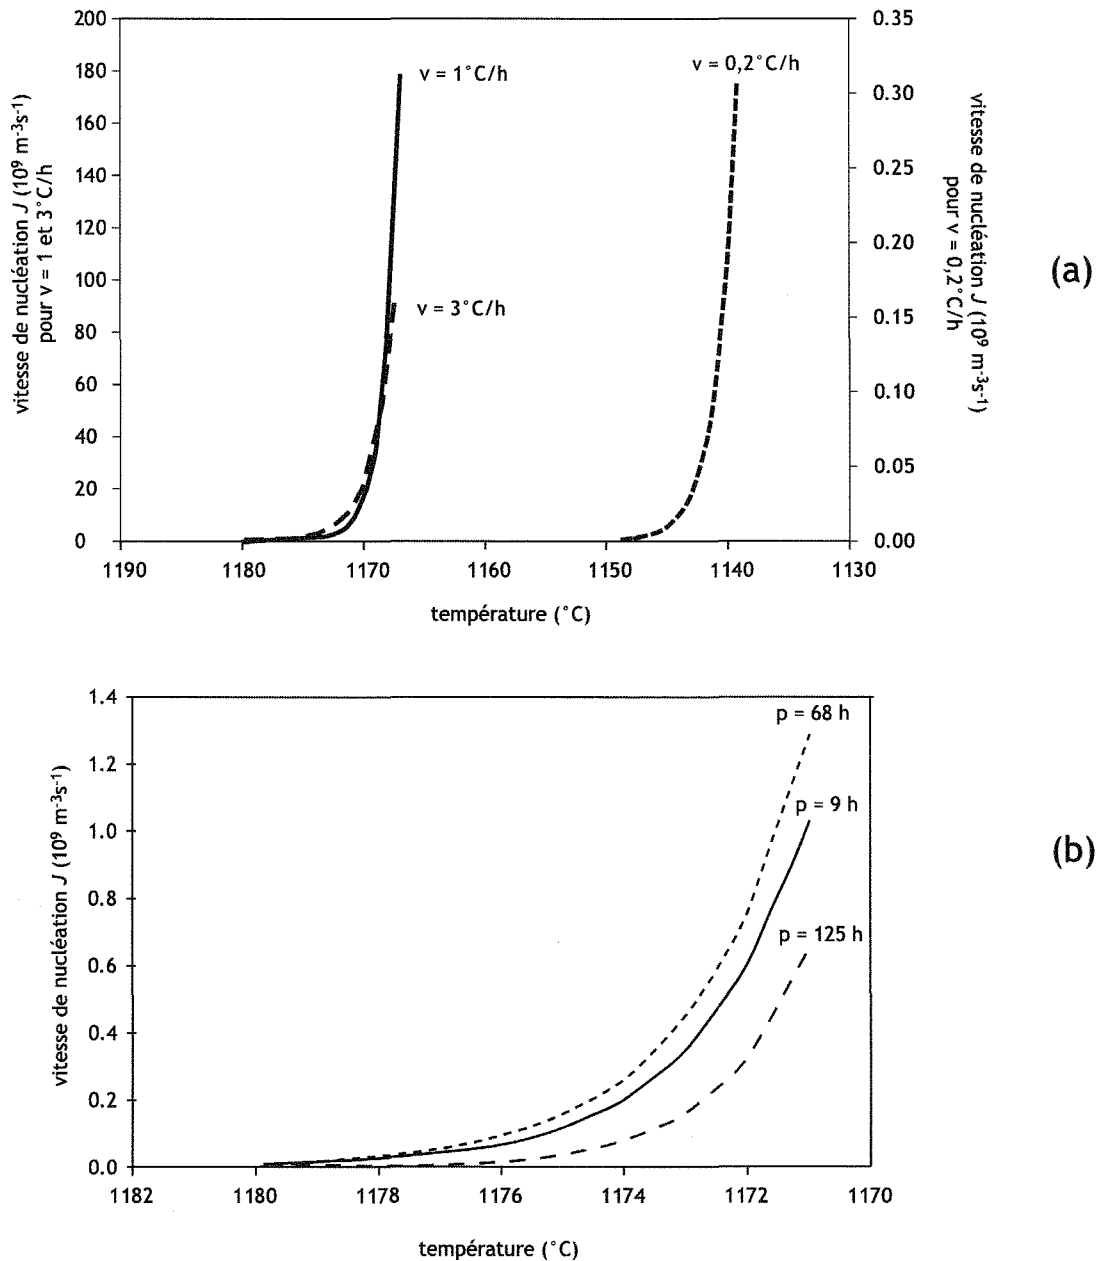 vitesse de nucléation J (10⁹ m⁻³s⁻¹)
pour v = 1 et 3˚C/h
200
180
160
140
120
100
80
60
40
20
0
v = 1˚C/h
v = 3˚C/h
v = 0,2˚C/h
0.35
0.30
0.25
0.20
0.15
0.10
0.05
0.00
vitesse de nucléation J (10⁹ m⁻³s⁻¹)
pour v = 0,2˚C/h
(a)
1190 1180 1170 1160 1150 1140 1130
température (˚C)
vitesse de nucléation J (10⁹ m⁻³s⁻¹)
1.4
1.2
1.0
0.8
0.6
0.4
0.2
0.0
p = 68 h
p = 9 h
p = 125 h
(b)
1182 1180 1178 1176 1174 1172 1170
température (˚C)